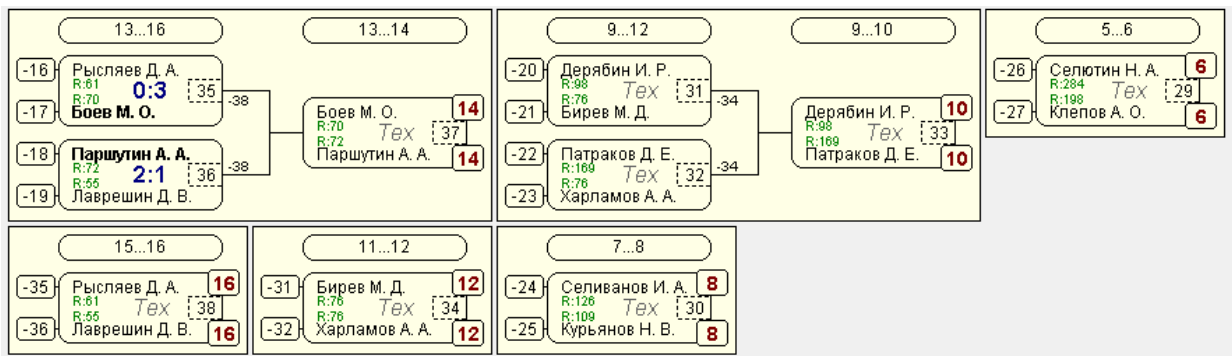 13...16
13...14
-16
Рысляев Д. А.
R:61
R:70
0:3
35
-17
Боев М. О.
-38
-18
Паршутин А. А.
R:72
R:55
2:1
36
-19
Лаврешин Д. В.
-38
Боев М. О.
14
R:70
R:72
Тех
37
Паршутин А. А.
14
9...12
9...10
-20
Дерябин И. Р.
R:98
R:76
Тех
31
-21
Бирев М. Д.
-34
-22
Патраков Д. Е.
R:169
R:76
Тех
32
-23
Харламов А. А.
-34
Дерябин И. Р.
10
R:98
R:169
Тех
33
Патраков Д. Е.
10
5...6
-26
Селютин Н. А.
6
R:284
R:198
Тех
29
-27
Клепов А. О.
6
15...16
-35
Рысляев Д. А.
16
R:61
R:55
Тех
38
-36
Лаврешин Д. В.
16
11...12
-31
Бирев М. Д.
12
R:76
R:76
Тех
34
-32
Харламов А. А.
12
7...8
-24
Селиванов И. А.
8
R:126
R:109
Тех
30
-25
Курьянов Н. В.
8